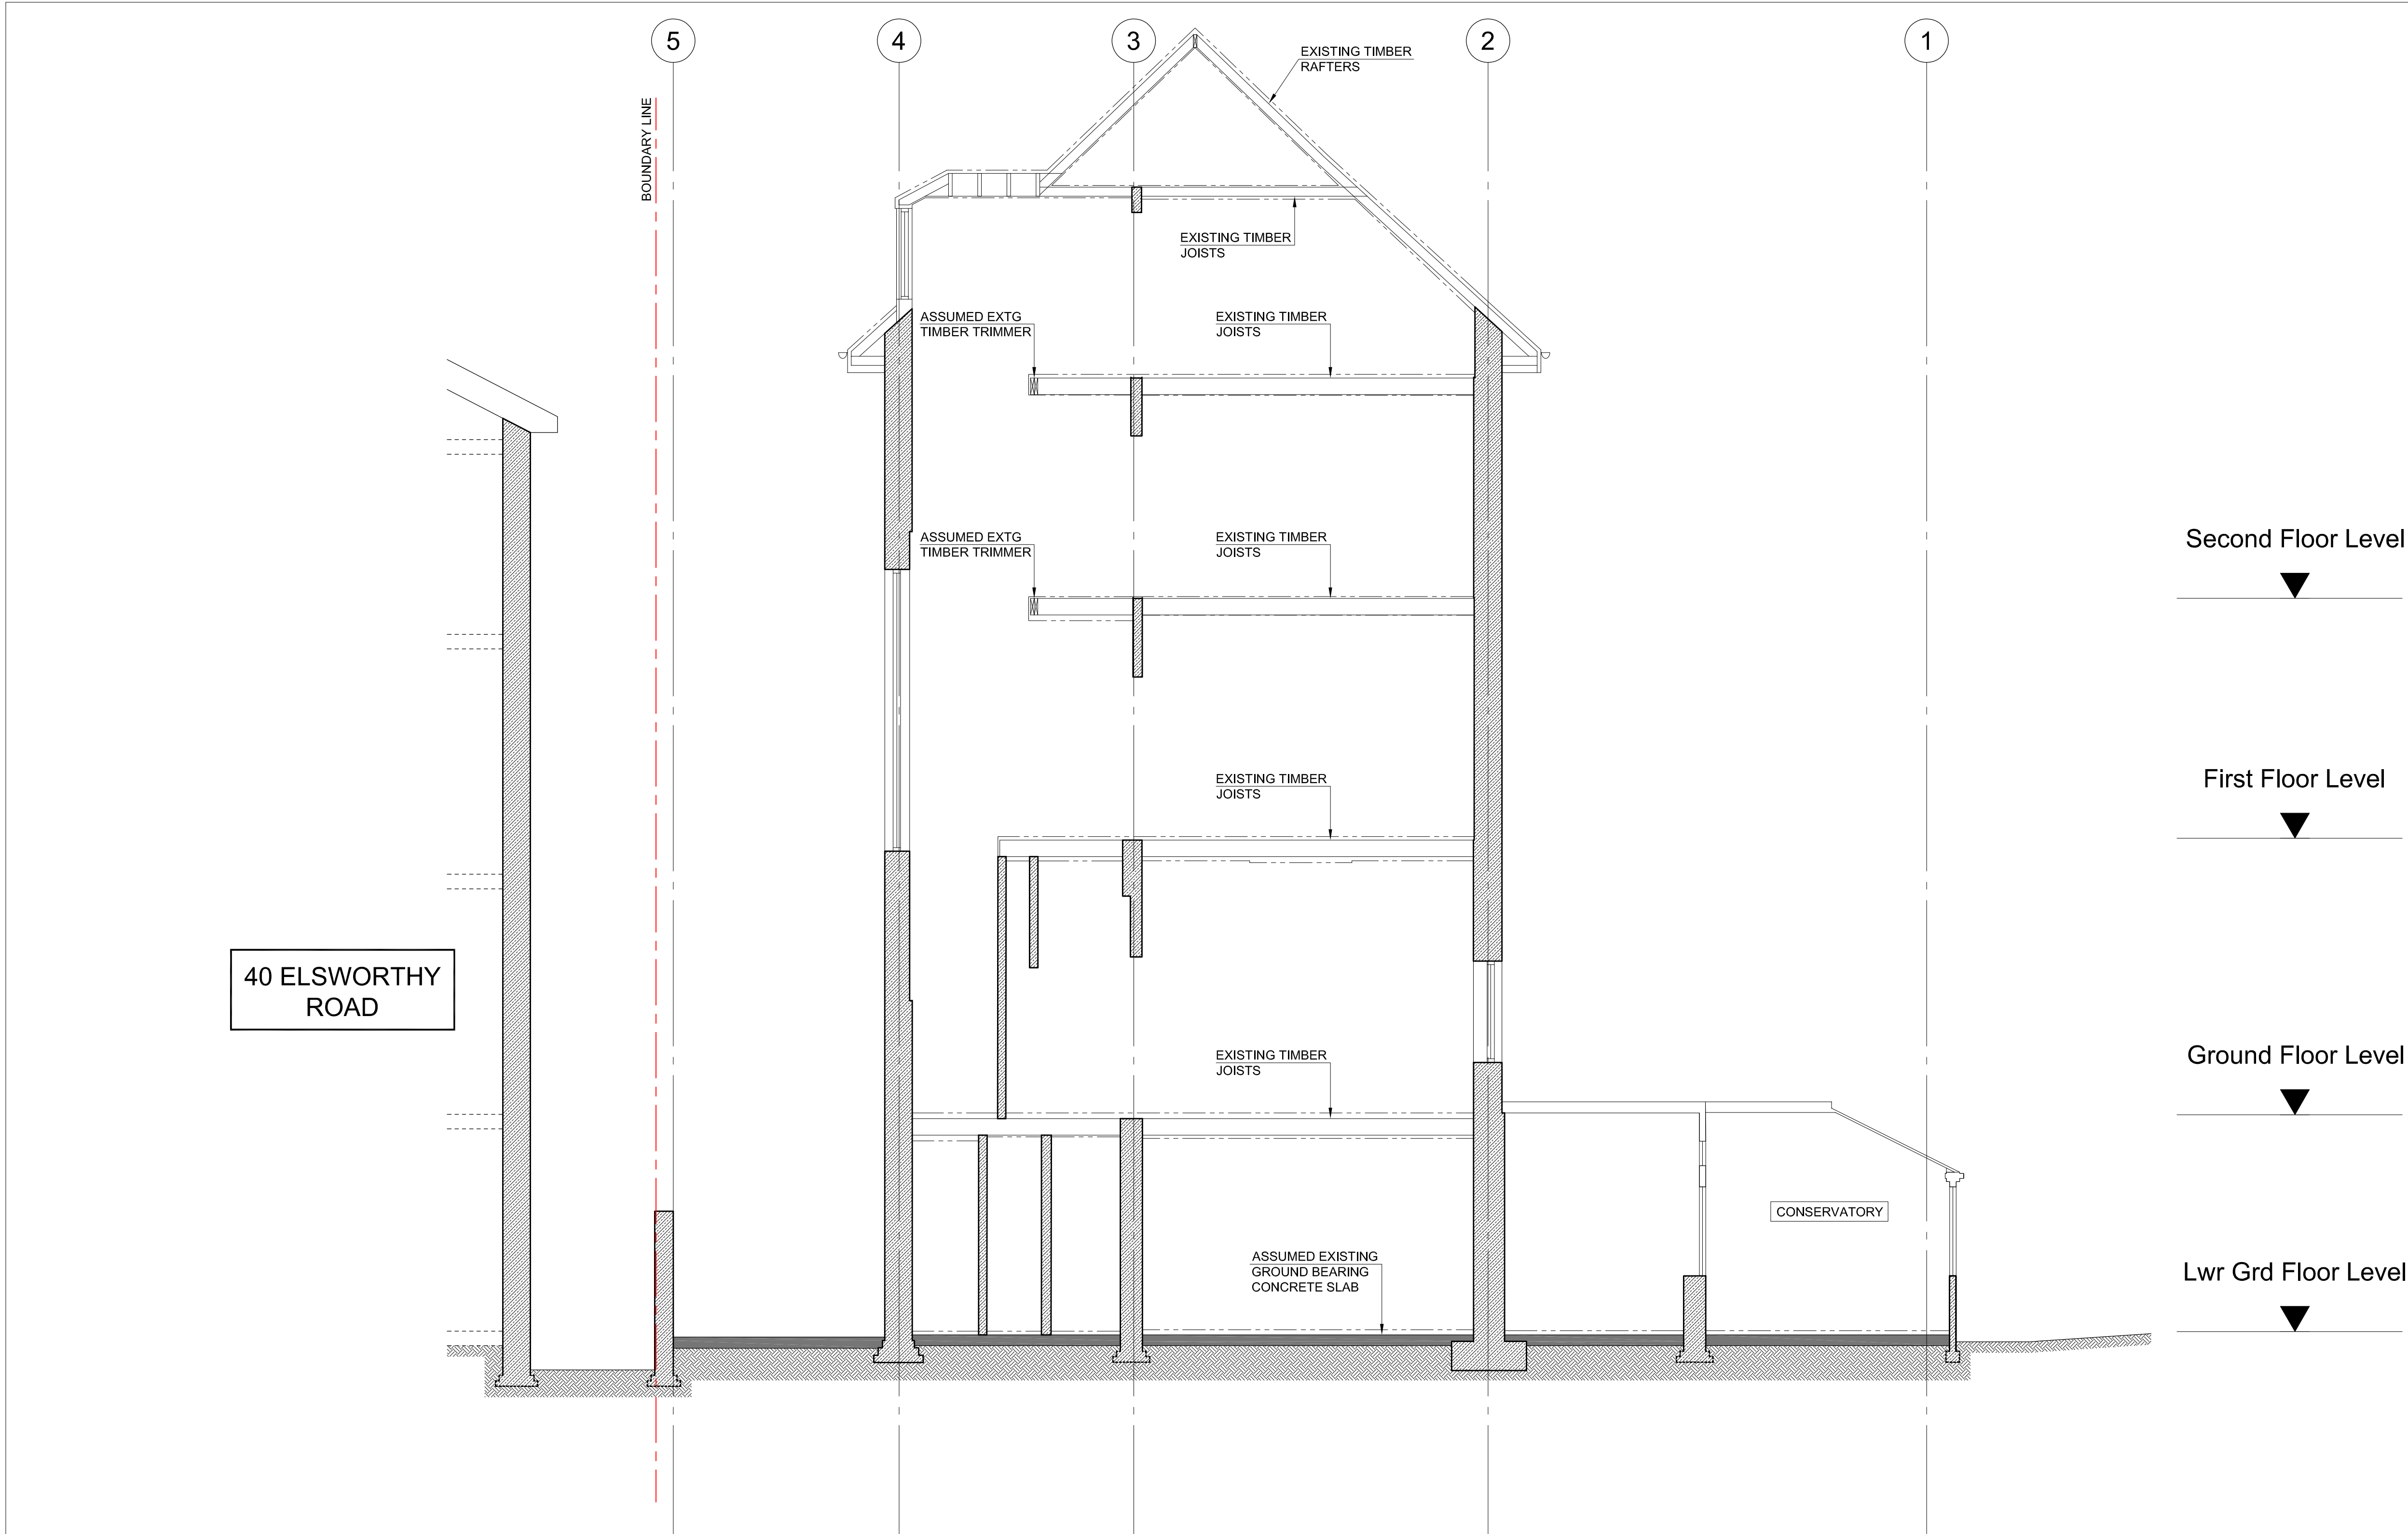 5
4
3
2
1
BOUNDARY LINE
EXISTING TIMBER
RAFTERS
EXISTING TIMBER
JOISTS
ASSUMED EXTG
TIMBER TRIMMER
EXISTING TIMBER
JOISTS
ASSUMED EXTG
TIMBER TRIMMER
EXISTING TIMBER
JOISTS
Second Floor Level
EXISTING TIMBER
JOISTS
First Floor Level
40 ELSWORTHY
ROAD
EXISTING TIMBER
JOISTS
Ground Floor Level
CONSERVATORY
ASSUMED EXISTING
GROUND BEARING
CONCRETE SLAB
Lwr Grd Floor Level